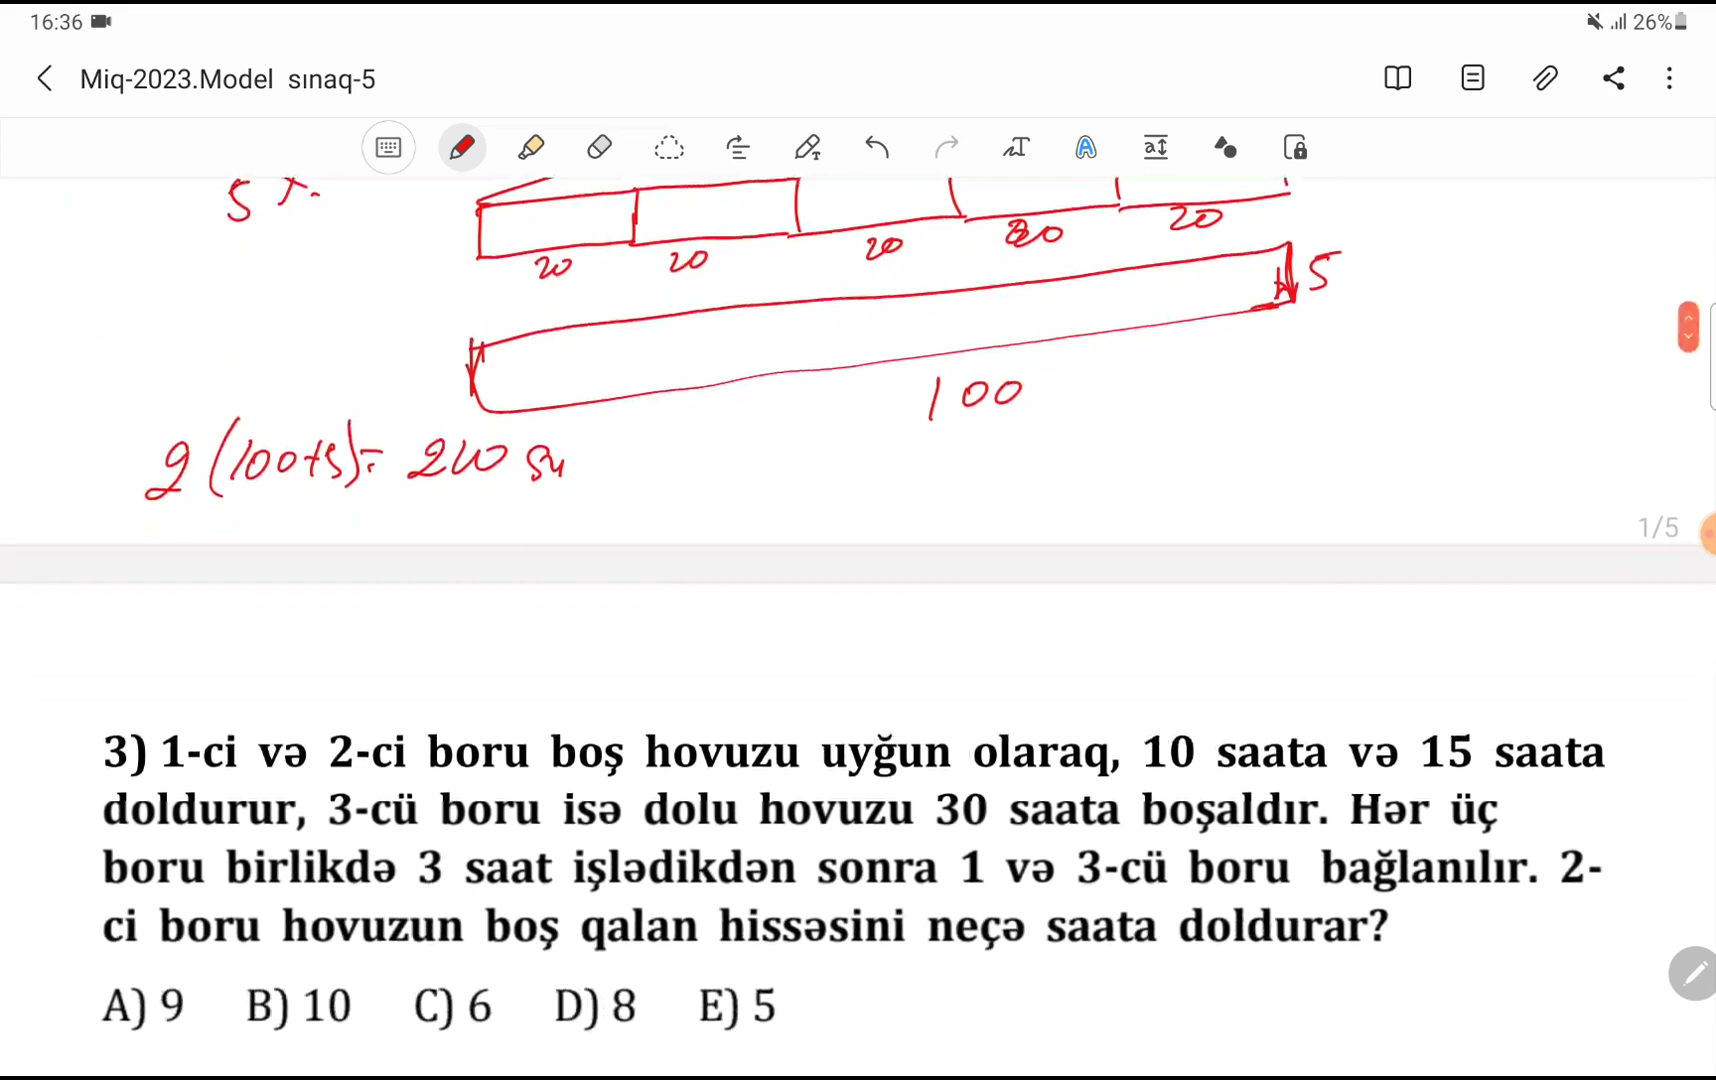 16:36 26%
Miq-2023.Model sınaq-5
5
20 20 20 20 20
5
100
2(100+5)= 210 sm
1/5
3) 1-ci və 2-ci boru boş hovuzu uyğun olaraq, 10 saata və 15 saata
doldurur, 3-cü boru isə dolu hovuzu 30 saata boşaldır. Hər üç
boru birlikdə 3 saat işlədikdən sonra 1 və 3-cü boru bağlanılır. 2-
ci boru hovuzun boş qalan hissəsini neçə saata doldurar?
A) 9 B) 10 C) 6 D) 8 E) 5